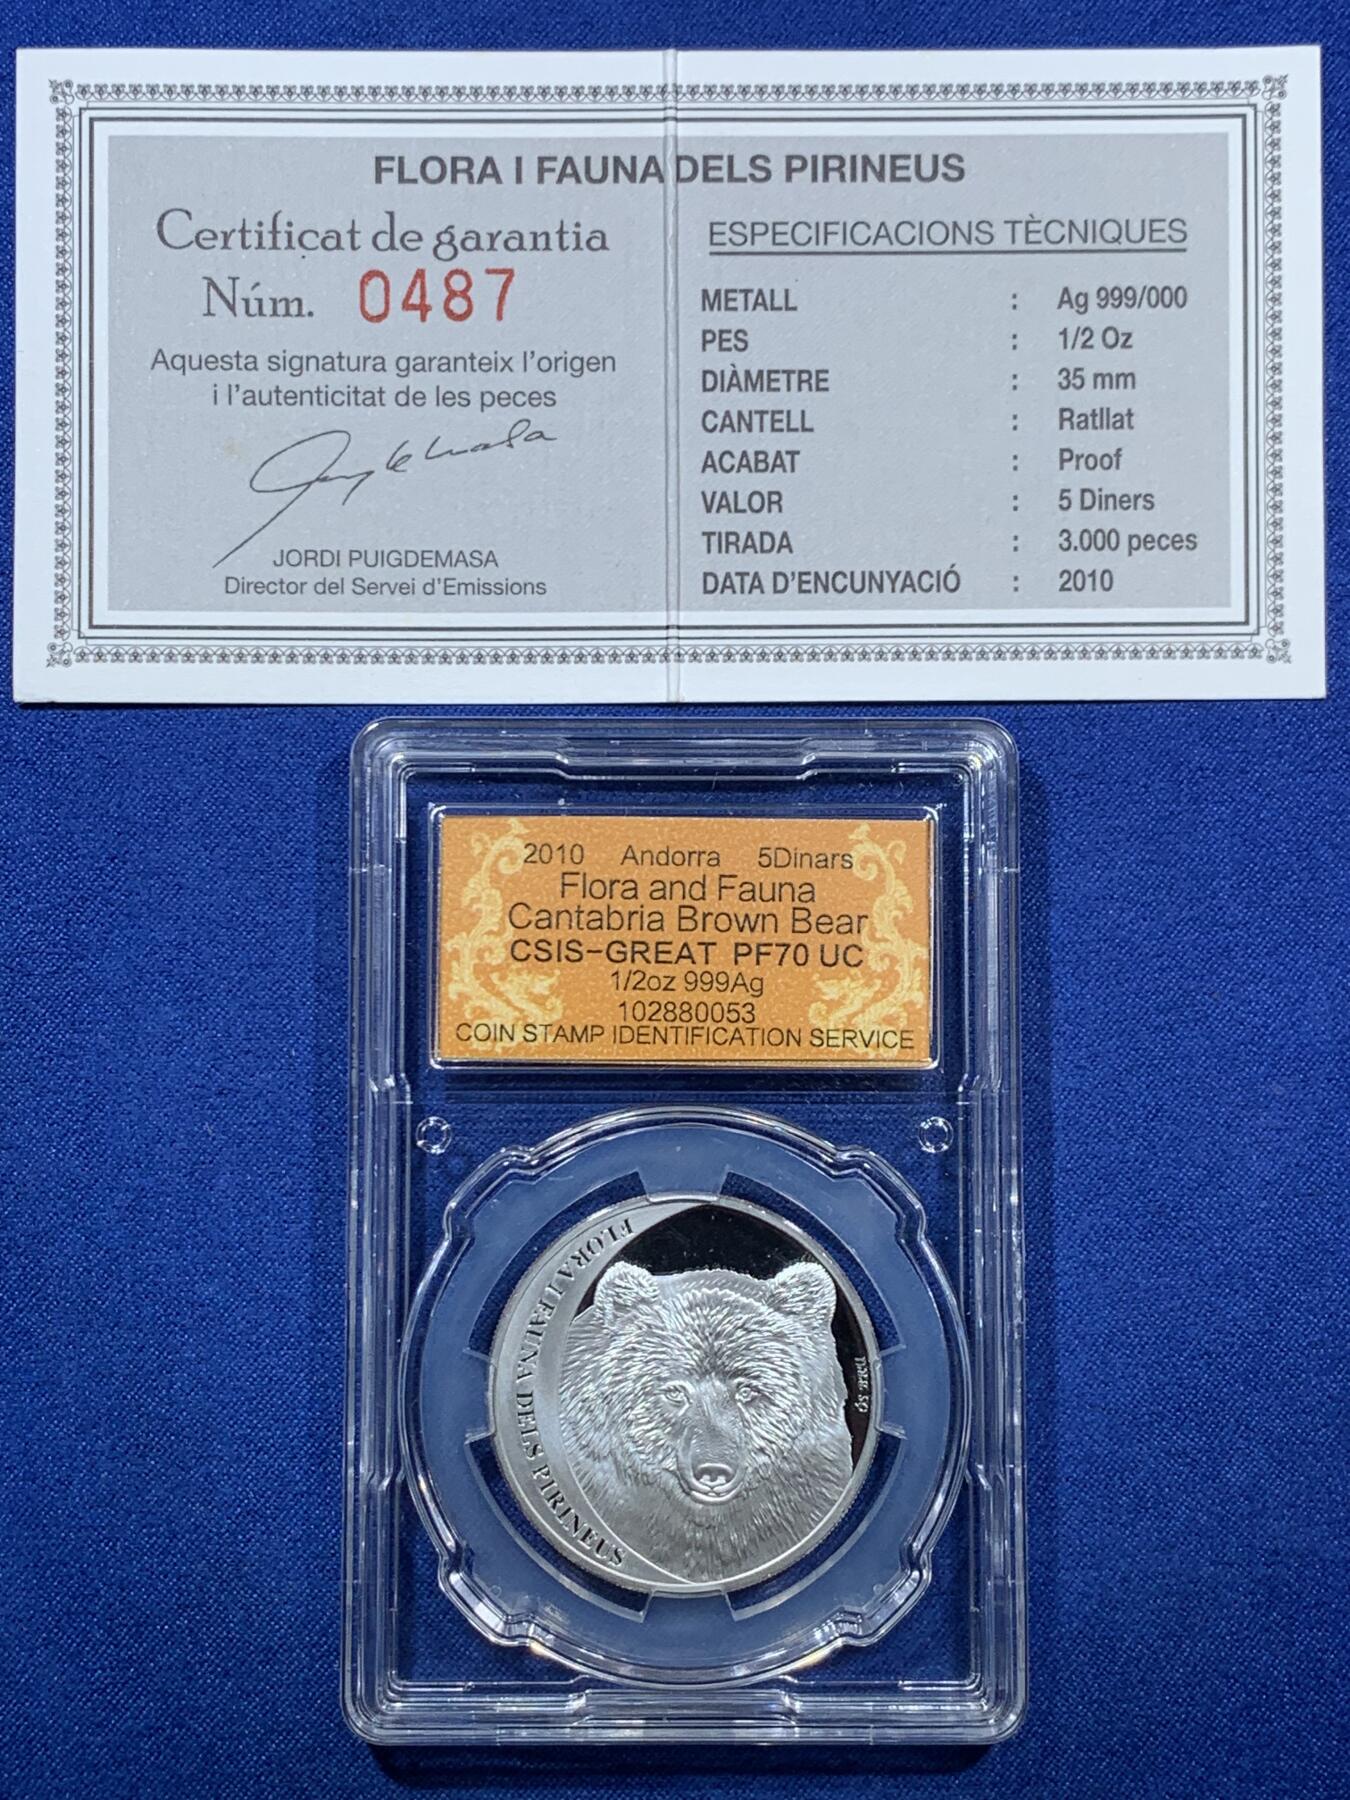 FLORA I FAUNA DELS PIRINEUS
Certificat de garantia
Núm. 0487
Aquesta signatura garanteix l'origen
i l'autenticitat de les peces
JORDI PUIGDEMASA
Director del Servei d'Emissions
ESPECIFICACIONS TÈCNIQUES
METALL : Ag 999/000
PES : 1/2 Oz
DIÀMETRE : 35 mm
CANTELL : Ratllat
ACABAT : Proof
VALOR : 5 Diners
TIRADA : 3.000 peces
DATA D'ENCUNYACIÓ : 2010
2010 Andorra 5Dinars
Flora and Fauna
Cantabria Brown Bear
CSIS-GREAT PF70 UC
1/2oz 999Ag
102880053
COIN STAMP IDENTIFICATION SERVICE
FLORA I FAUNA DELS PIRINEUS
ÓS BRU